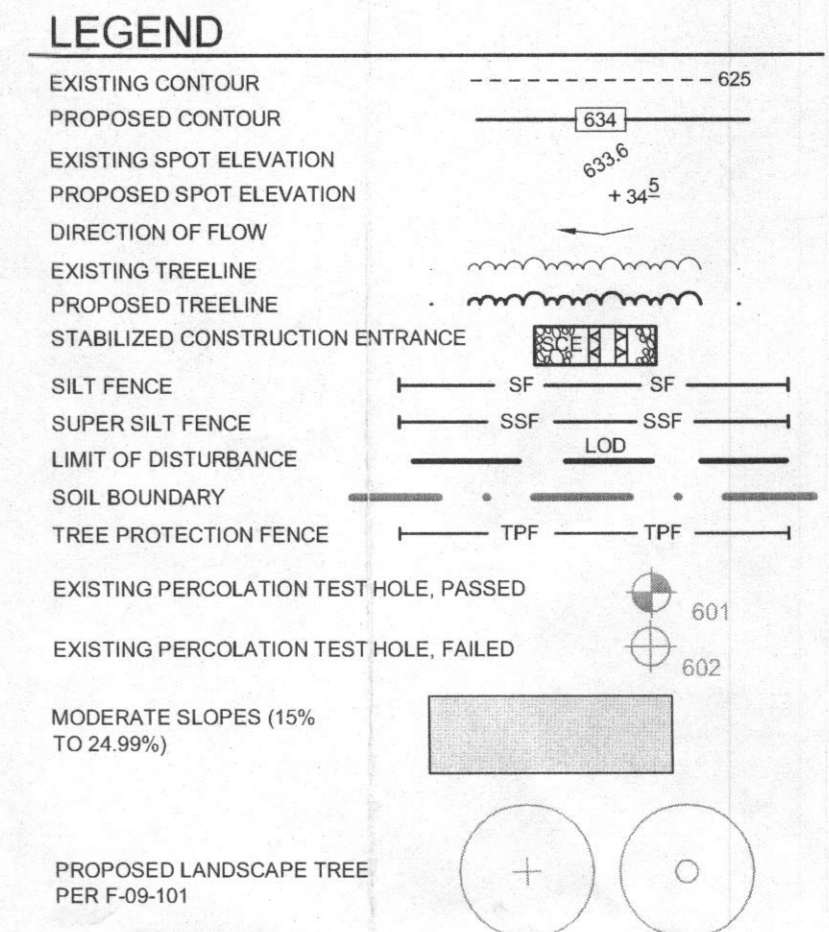 LEGEND
EXISTING CONTOUR 625
PROPOSED CONTOUR 634
EXISTING SPOT ELEVATION 633.6
PROPOSED SPOT ELEVATION + 34 5
DIRECTION OF FLOW
EXISTING TREELINE
PROPOSED TREELINE
STABILIZED CONSTRUCTION ENTRANCE SCE
SILT FENCE SF SF
SUPER SILT FENCE SSF SSF
LIMIT OF DISTURBANCE LOD
SOIL BOUNDARY
TREE PROTECTION FENCE TPF TPF
EXISTING PERCOLATION TEST HOLE, PASSED 601
EXISTING PERCOLATION TEST HOLE, FAILED 602
MODERATE SLOPES (15%
TO 24.99%)
PROPOSED LANDSCAPE TREE
PER F-09-101